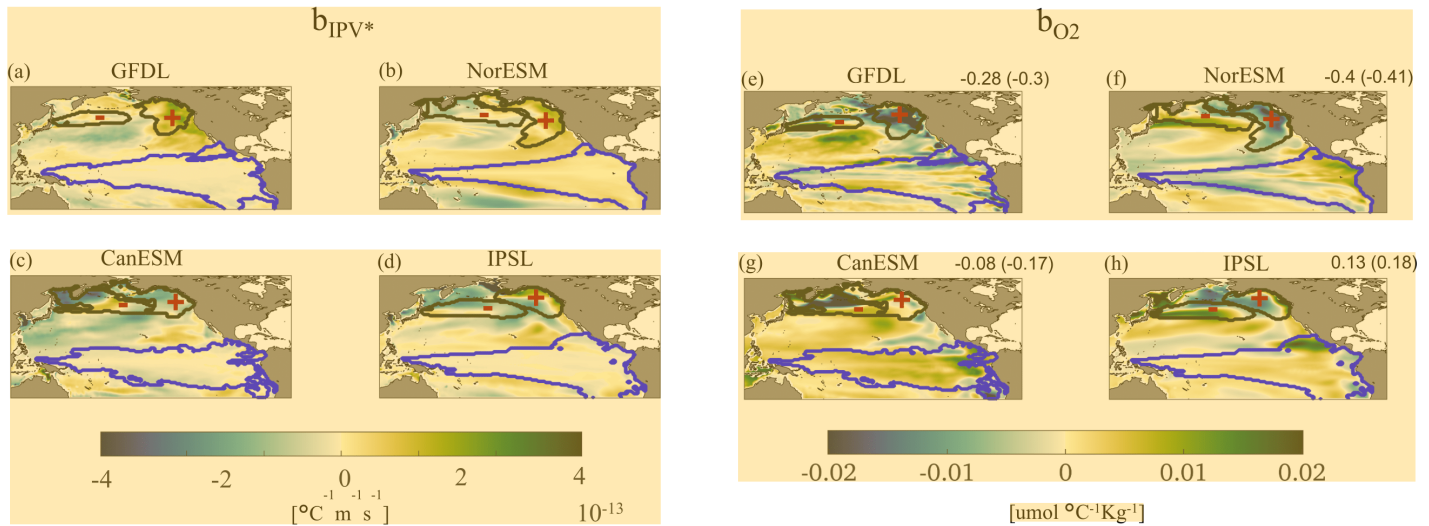 b_IPV*
b_O2
(a) GFDL
(b) NorESM
(e) GFDL -0.28 (-0.3)
(f) NorESM -0.4 (-0.41)
(c) CanESM
(d) IPSL
(g) CanESM -0.08 (-0.17)
(h) IPSL 0.13 (0.18)
-4 -2 0 2 4
10⁻¹³
[°C⁻¹ m⁻¹ s⁻¹]
-0.02 -0.01 0 0.01 0.02
[umol °C⁻¹Kg⁻¹]